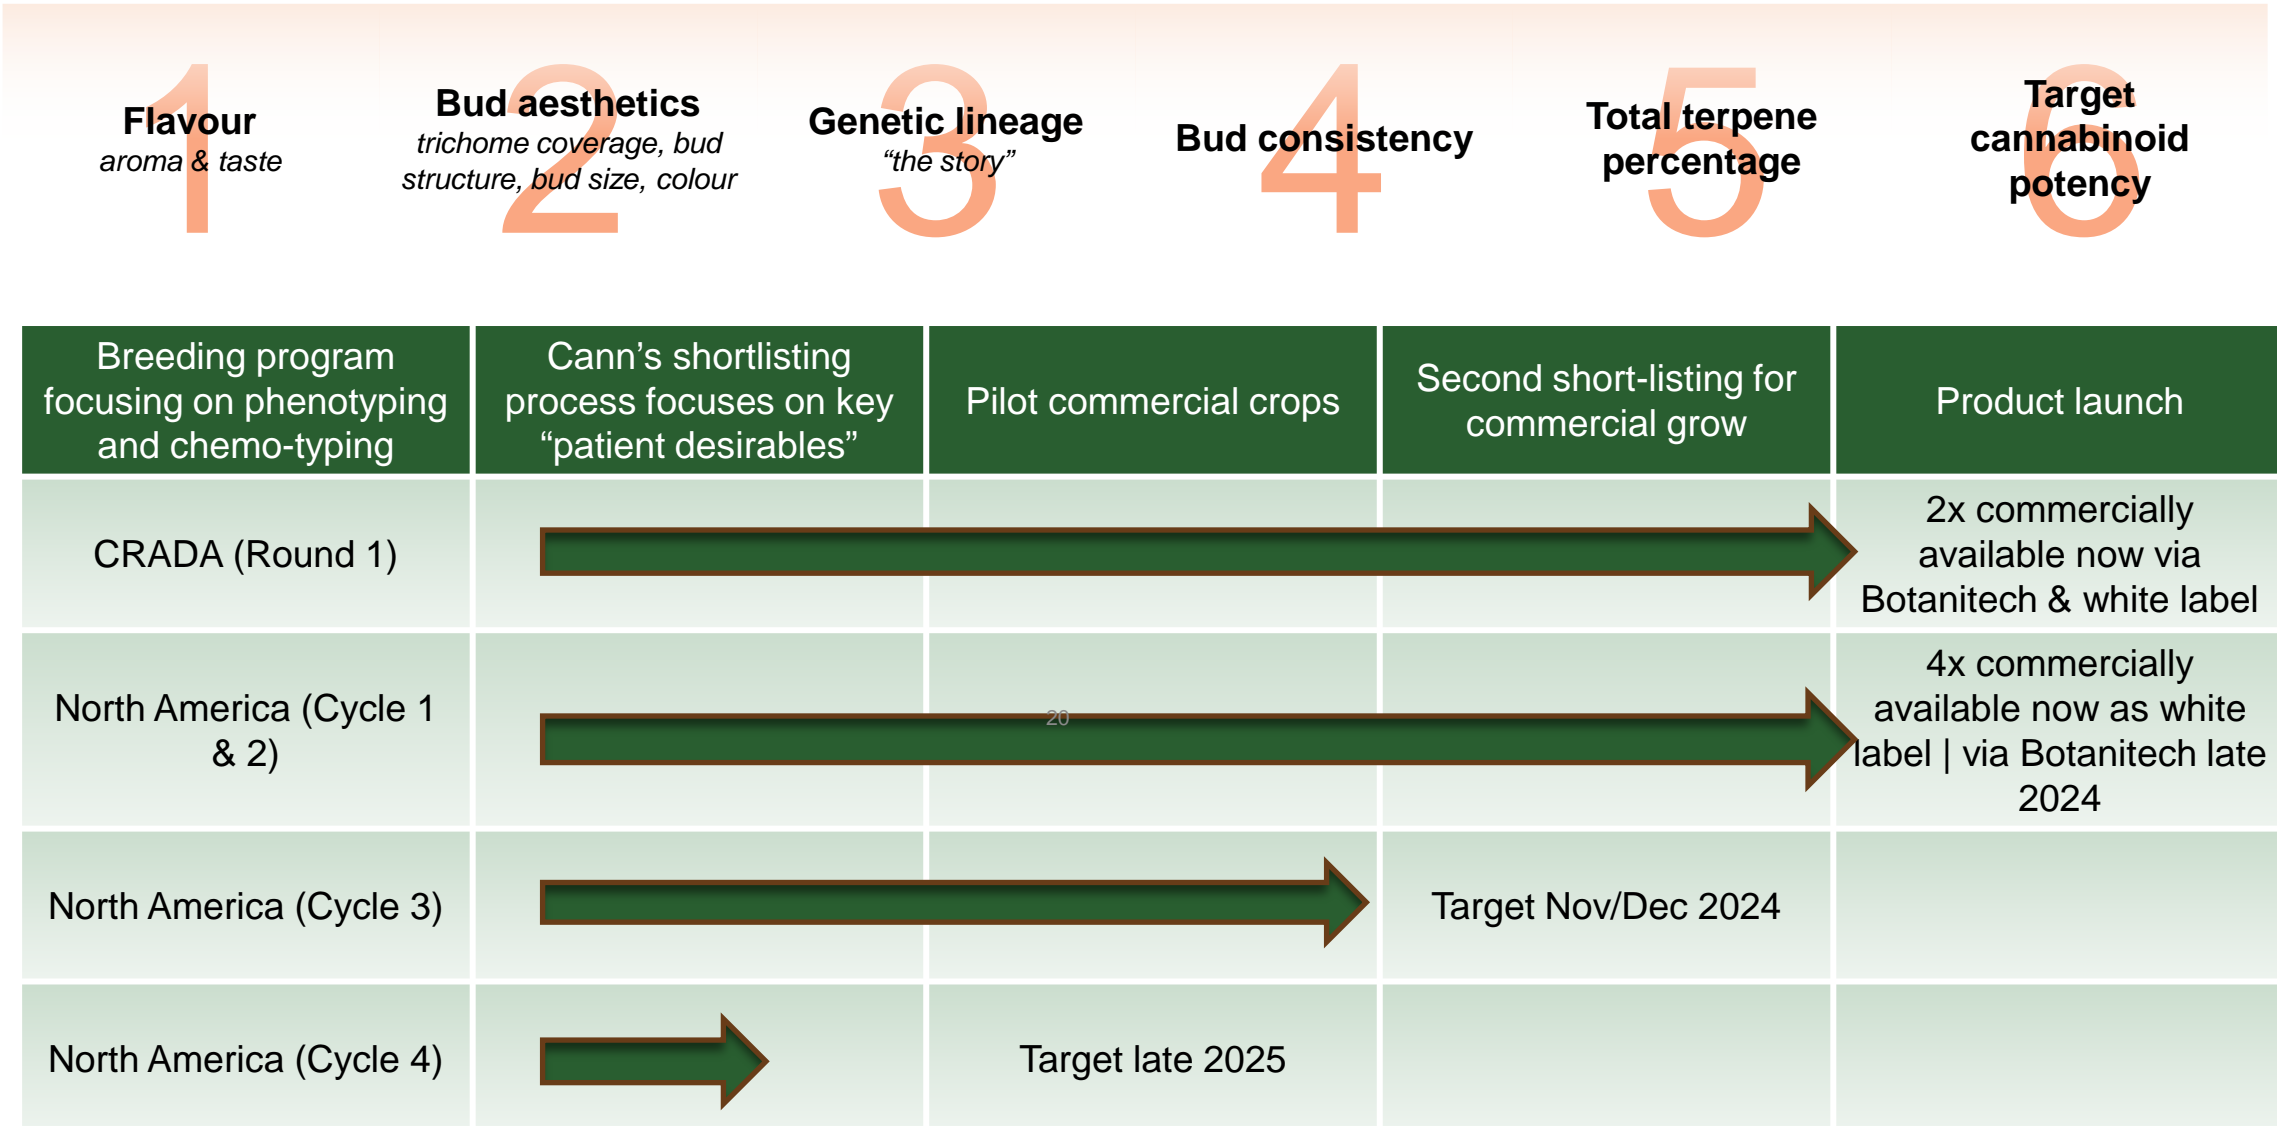 1
Flavour
aroma & taste
2
Bud aesthetics
trichome coverage, bud
structure, bud size, colour
3
Genetic lineage
“the story”
4
Bud consistency
5
Total terpene
percentage
6
Target
cannabinoid
potency
Breeding program
focusing on phenotyping
and chemo-typing
Cann’s shortlisting
process focuses on key
“patient desirables”
Pilot commercial crops
Second short-listing for
commercial grow
Product launch
CRADA (Round 1)
2x commercially
available now via
Botanitech & white label
North America (Cycle 1
& 2)
20
4x commercially
available now as white
label | via Botanitech late
2024
North America (Cycle 3)
Target Nov/Dec 2024
North America (Cycle 4)
Target late 2025